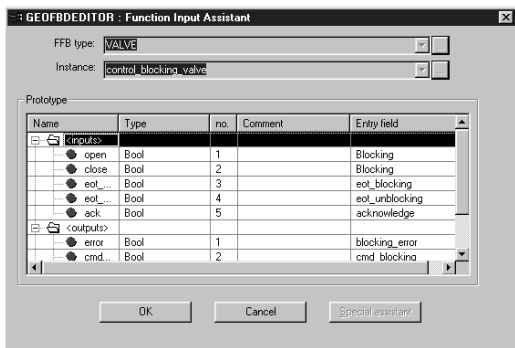 GEOFBDEDITOR : Function Input Assistant
FFB type: VALVE ...
Instance: control_blocking_valve ...
Prototype
Name Type no. Comment Entry field
<inputs>
open Bool 1 Blocking
close Bool 2 Blocking
eot_... Bool 3 eot_blocking
eot_... Bool 4 eot_unblocking
ack Bool 5 acknowledge
<outputs>
error Bool 1 blocking_error
cmd... Bool 2 cmd_blocking
OK Cancel Special assistant